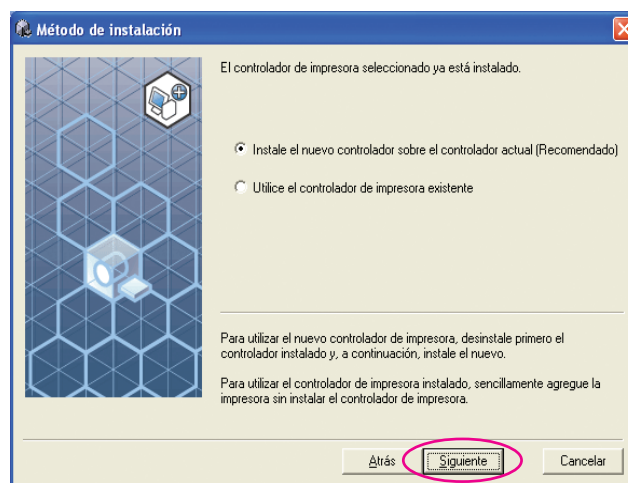 Método de instalación
El controlador de impresora seleccionado ya está instalado.
Instale el nuevo controlador sobre el controlador actual (Recomendado)
Utilice el controlador de impresora existente
Para utilizar el nuevo controlador de impresora, desinstale primero el
controlador instalado y, a continuación, instale el nuevo.
Para utilizar el controlador de impresora instalado, sencillamente agregue la
impresora sin instalar el controlador de impresora.
Atrás Siguiente Cancelar